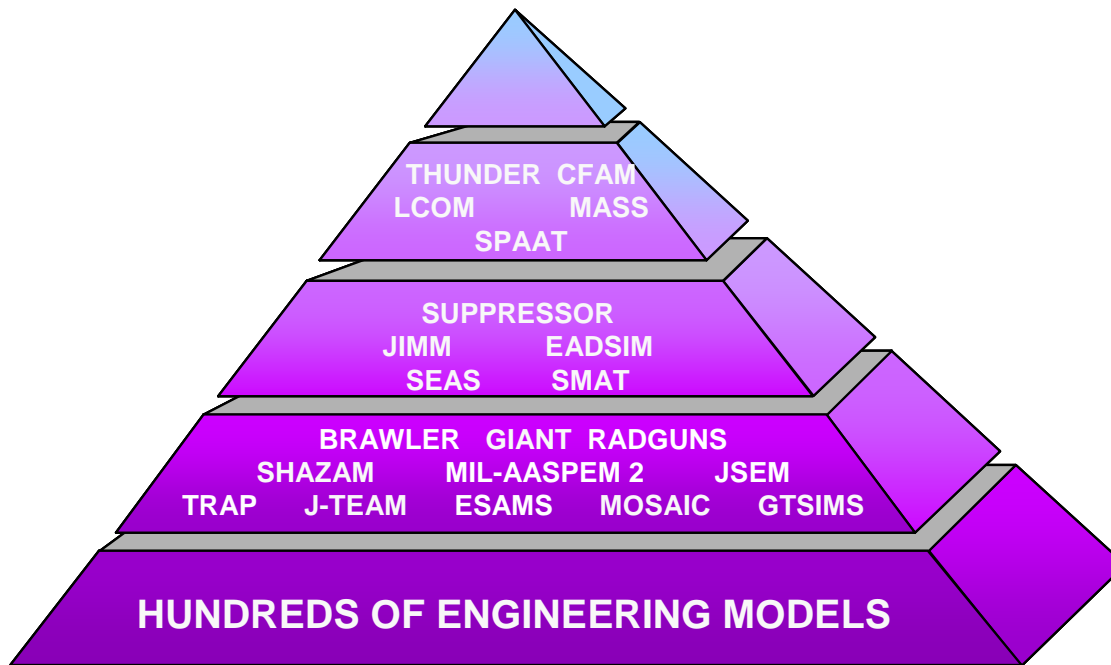 THUNDER CFAM
LCOM MASS
SPAAT
SUPPRESSOR
JIMM EADSIM
SEAS SMAT
BRAWLER GIANT RADGUNS
SHAZAM MIL-AASPEM 2 JSEM
TRAP J-TEAM ESAMS MOSAIC GTSIMS
HUNDREDS OF ENGINEERING MODELS